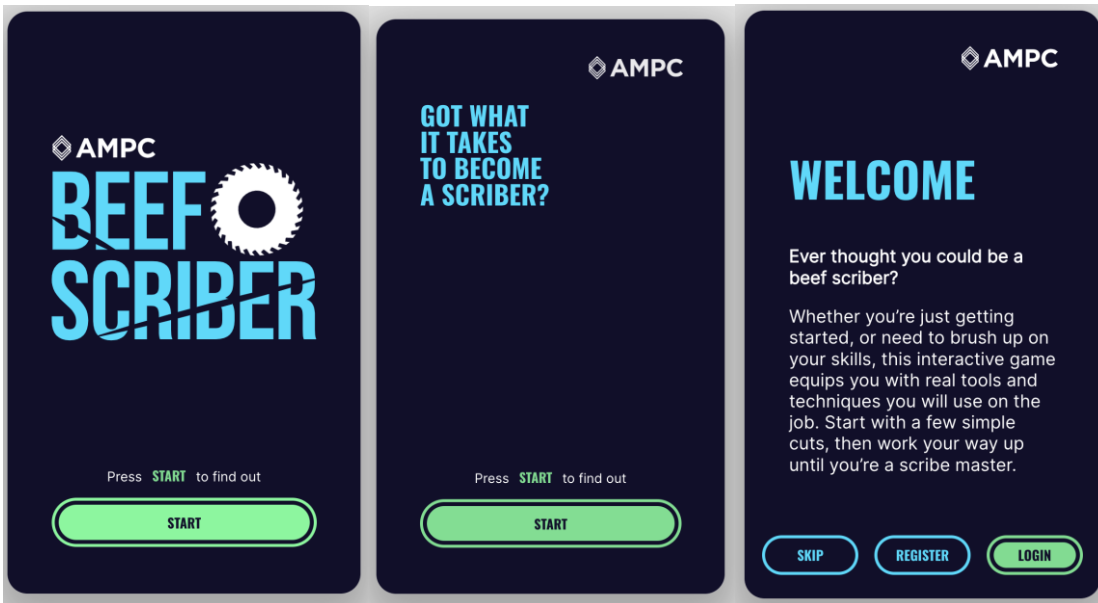 AMPC
BEEF
SCRIBER
Press START to find out
START
AMPC
GOT WHAT
IT TAKES
TO BECOME
A SCRIBER?
Press START to find out
START
AMPC
WELCOME
Ever thought you could be a
beef scriber?
Whether you’re just getting
started, or need to brush up on
your skills, this interactive game
equips you with real tools and
techniques you will use on the
job. Start with a few simple
cuts, then work your way up
until you’re a scribe master.
SKIP REGISTER LOGIN